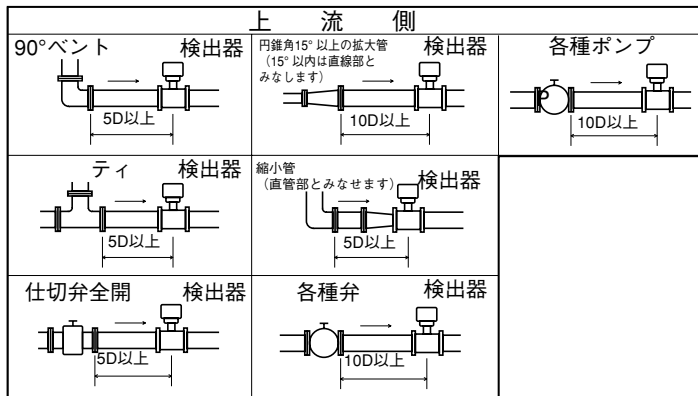 上流側
90°ベント 検出器
5D以上
円錐角15°以上の拡大管
（15°以内は直線部と
みなします）
検出器
10D以上
各種ポンプ
10D以上
ティ 検出器
5D以上
縮小管
（直管部とみなせます）
検出器
5D以上
仕切弁全開 検出器
5D以上
各種弁 検出器
10D以上